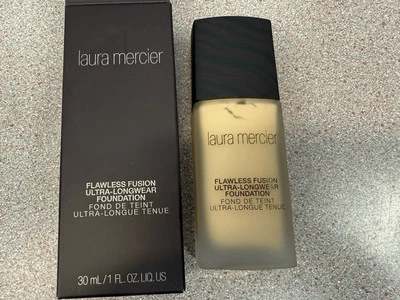 laura mercier
FLAWLESS FUSION
ULTRA-LONGWEAR
FOUNDATION
FOND DE TEINT
ULTRA-LONGUE TENUE
30 mL/1 FL. OZ. LIQ. US
laura mercier
FLAWLESS FUSION
ULTRA-LONGWEAR
FOUNDATION
FOND DE TEINT
ULTRA-LONGUE TENUE